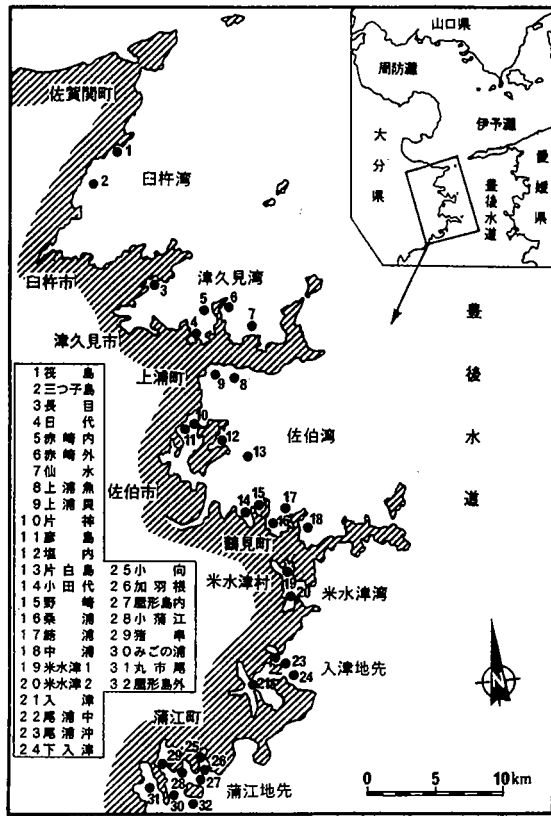 山口県
周防灘
伊予灘
大分県
愛媛県
豊後水道
佐賀関町
1
臼杵湾
2
臼杵市
津久見湾
3
5
6
4
7
津久見市
豊後水道
上浦町
9
8
10
11
12
佐伯湾
13
佐伯市
14
15
17
16
18
鶴見町
米水津村
19
20
米水津湾
22
23
24
入津地先
21
蒲江町
25
29
26
28
27
31
30
32
蒲江地先
1 筏島
2 三つ子島
3 長目
4 日代
5 赤崎内
6 赤崎外
7 仙水
8 上浦魚
9 上浦貝
10 片神
11 彦島
12 塩内
13 片白島
14 小田代
15 野崎
16 桑浦
17 鮪浦
18 中浦
19 米水津1
20 米水津2
21 入津
22 尾浦中
23 尾浦沖
24 下入津
25 小向
26 加羽根
27 屋形島内
28 小蒲江
29 猪串
30 みごの浦
31 丸市尾
32 屋形島外
N
0 5 10km